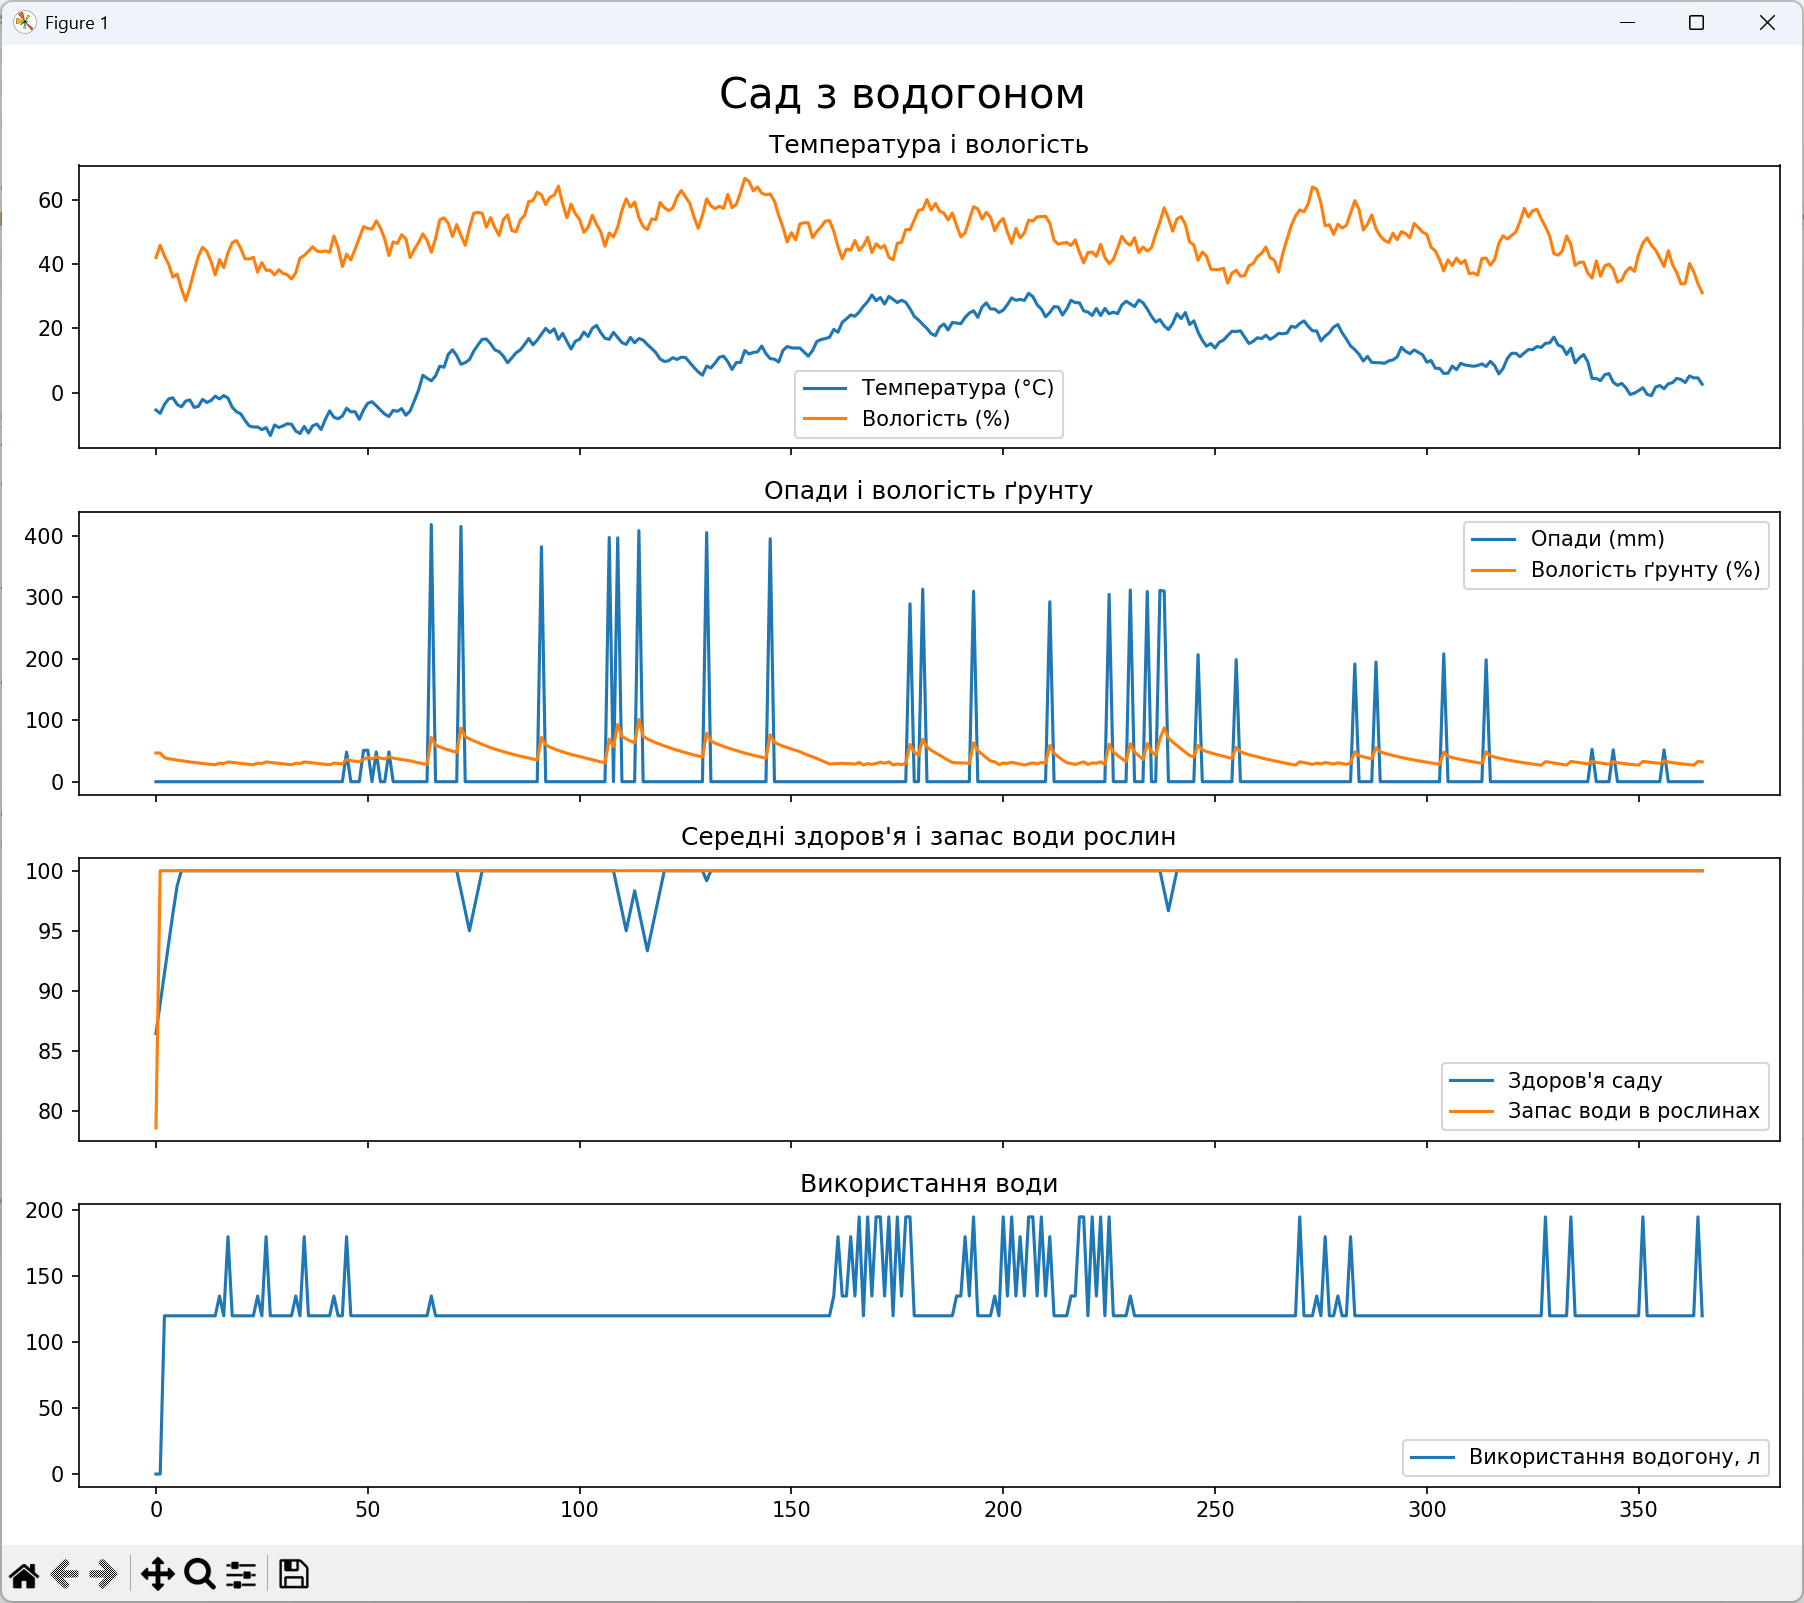 Figure 1
Сад з водогоном
Температура і вологість
60
40
20
0
Температура (°C)
Вологість (%)
Опади і вологість ґрунту
400
300
200
100
0
Опади (mm)
Вологість ґрунту (%)
Середні здоров'я і запас води рослин
100
95
90
85
80
Здоров'я саду
Запас води в рослинах
Використання води
200
150
100
50
0
Використання водогону, л
0 50 100 150 200 250 300 350